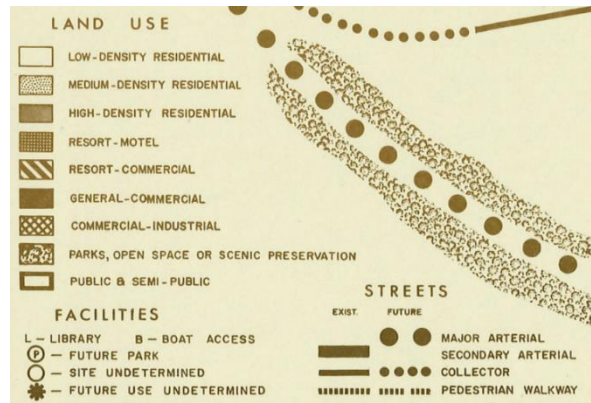 LAND USE
LOW-DENSITY RESIDENTIAL
MEDIUM-DENSITY RESIDENTIAL
HIGH-DENSITY RESIDENTIAL
RESORT-MOTEL
RESORT-COMMERCIAL
GENERAL-COMMERCIAL
COMMERCIAL-INDUSTRIAL
PARKS, OPEN SPACE OR SCENIC PRESERVATION
PUBLIC & SEMI-PUBLIC
FACILITIES
L-LIBRARY B-BOAT ACCESS
P - FUTURE PARK
- SITE UNDETERMINED
- FUTURE USE UNDETERMINED
STREETS
EXIST. FUTURE
MAJOR ARTERIAL
SECONDARY ARTERIAL
COLLECTOR
PEDESTRIAN WALKWAY